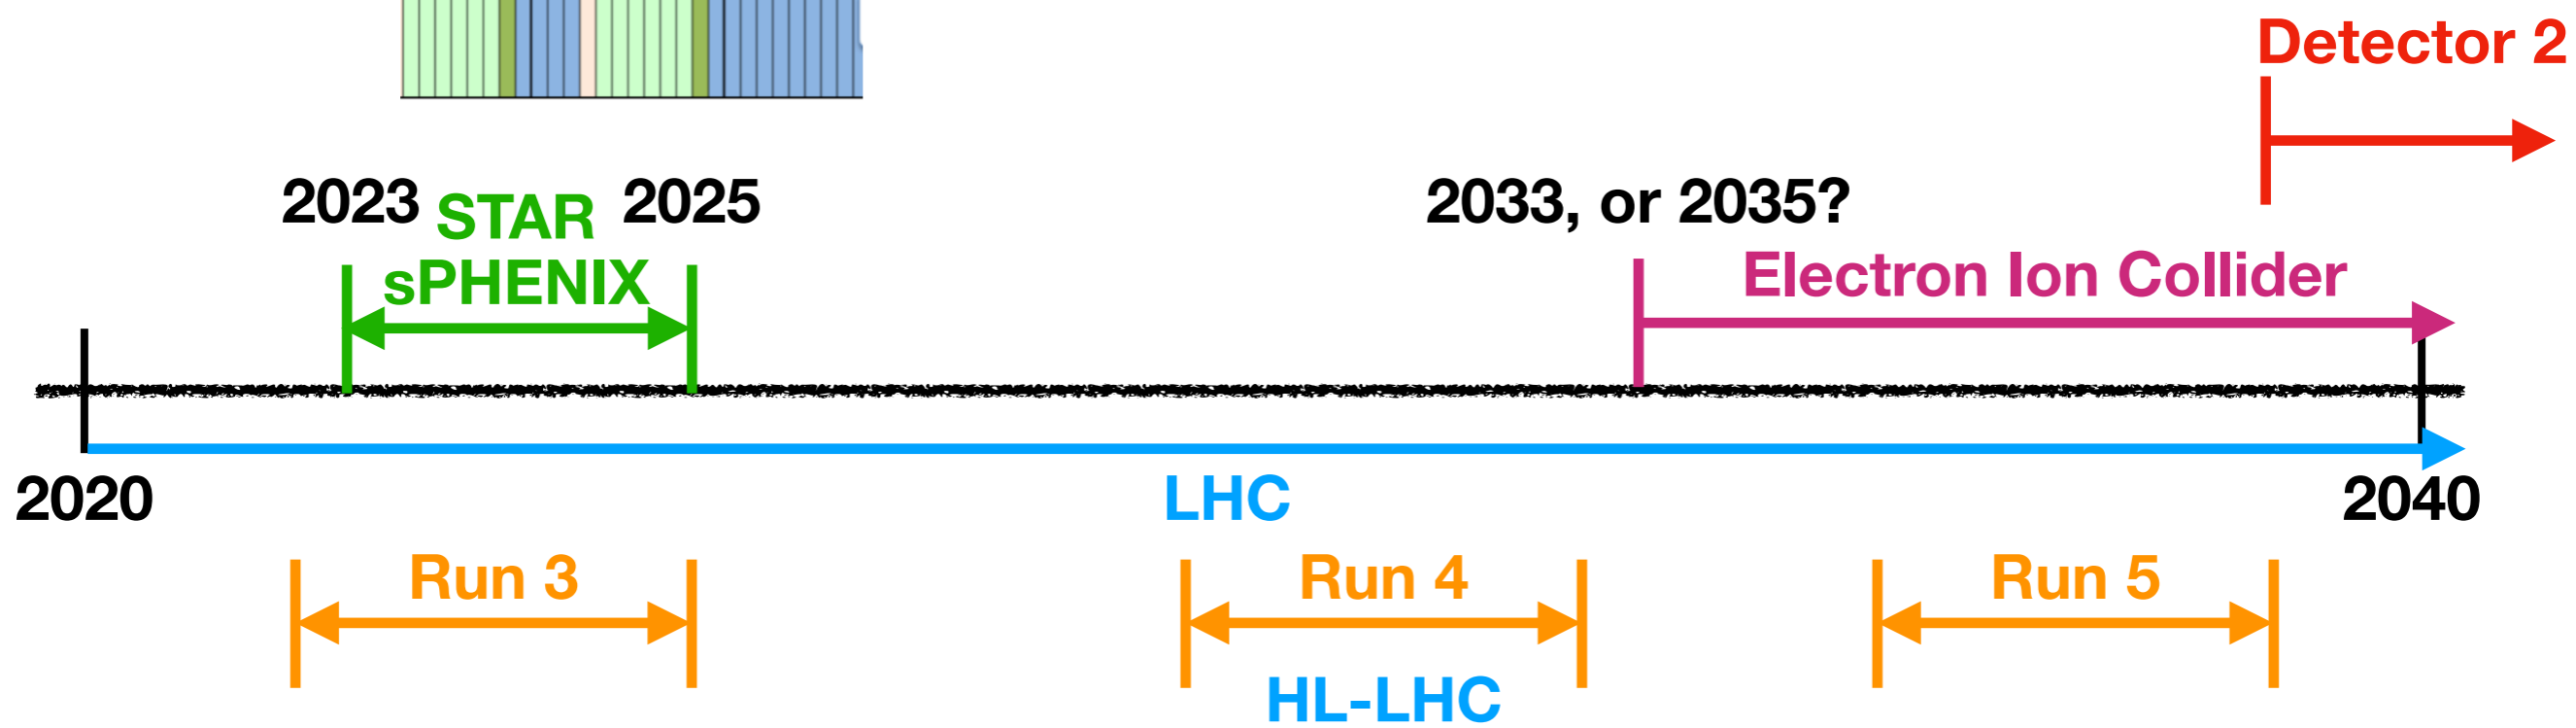 Detector 2
2023 STAR 2025
2033, or 2035?
sPHENIX
Electron Ion Collider
2020
LHC
2040
Run 3
Run 4
Run 5
HL-LHC